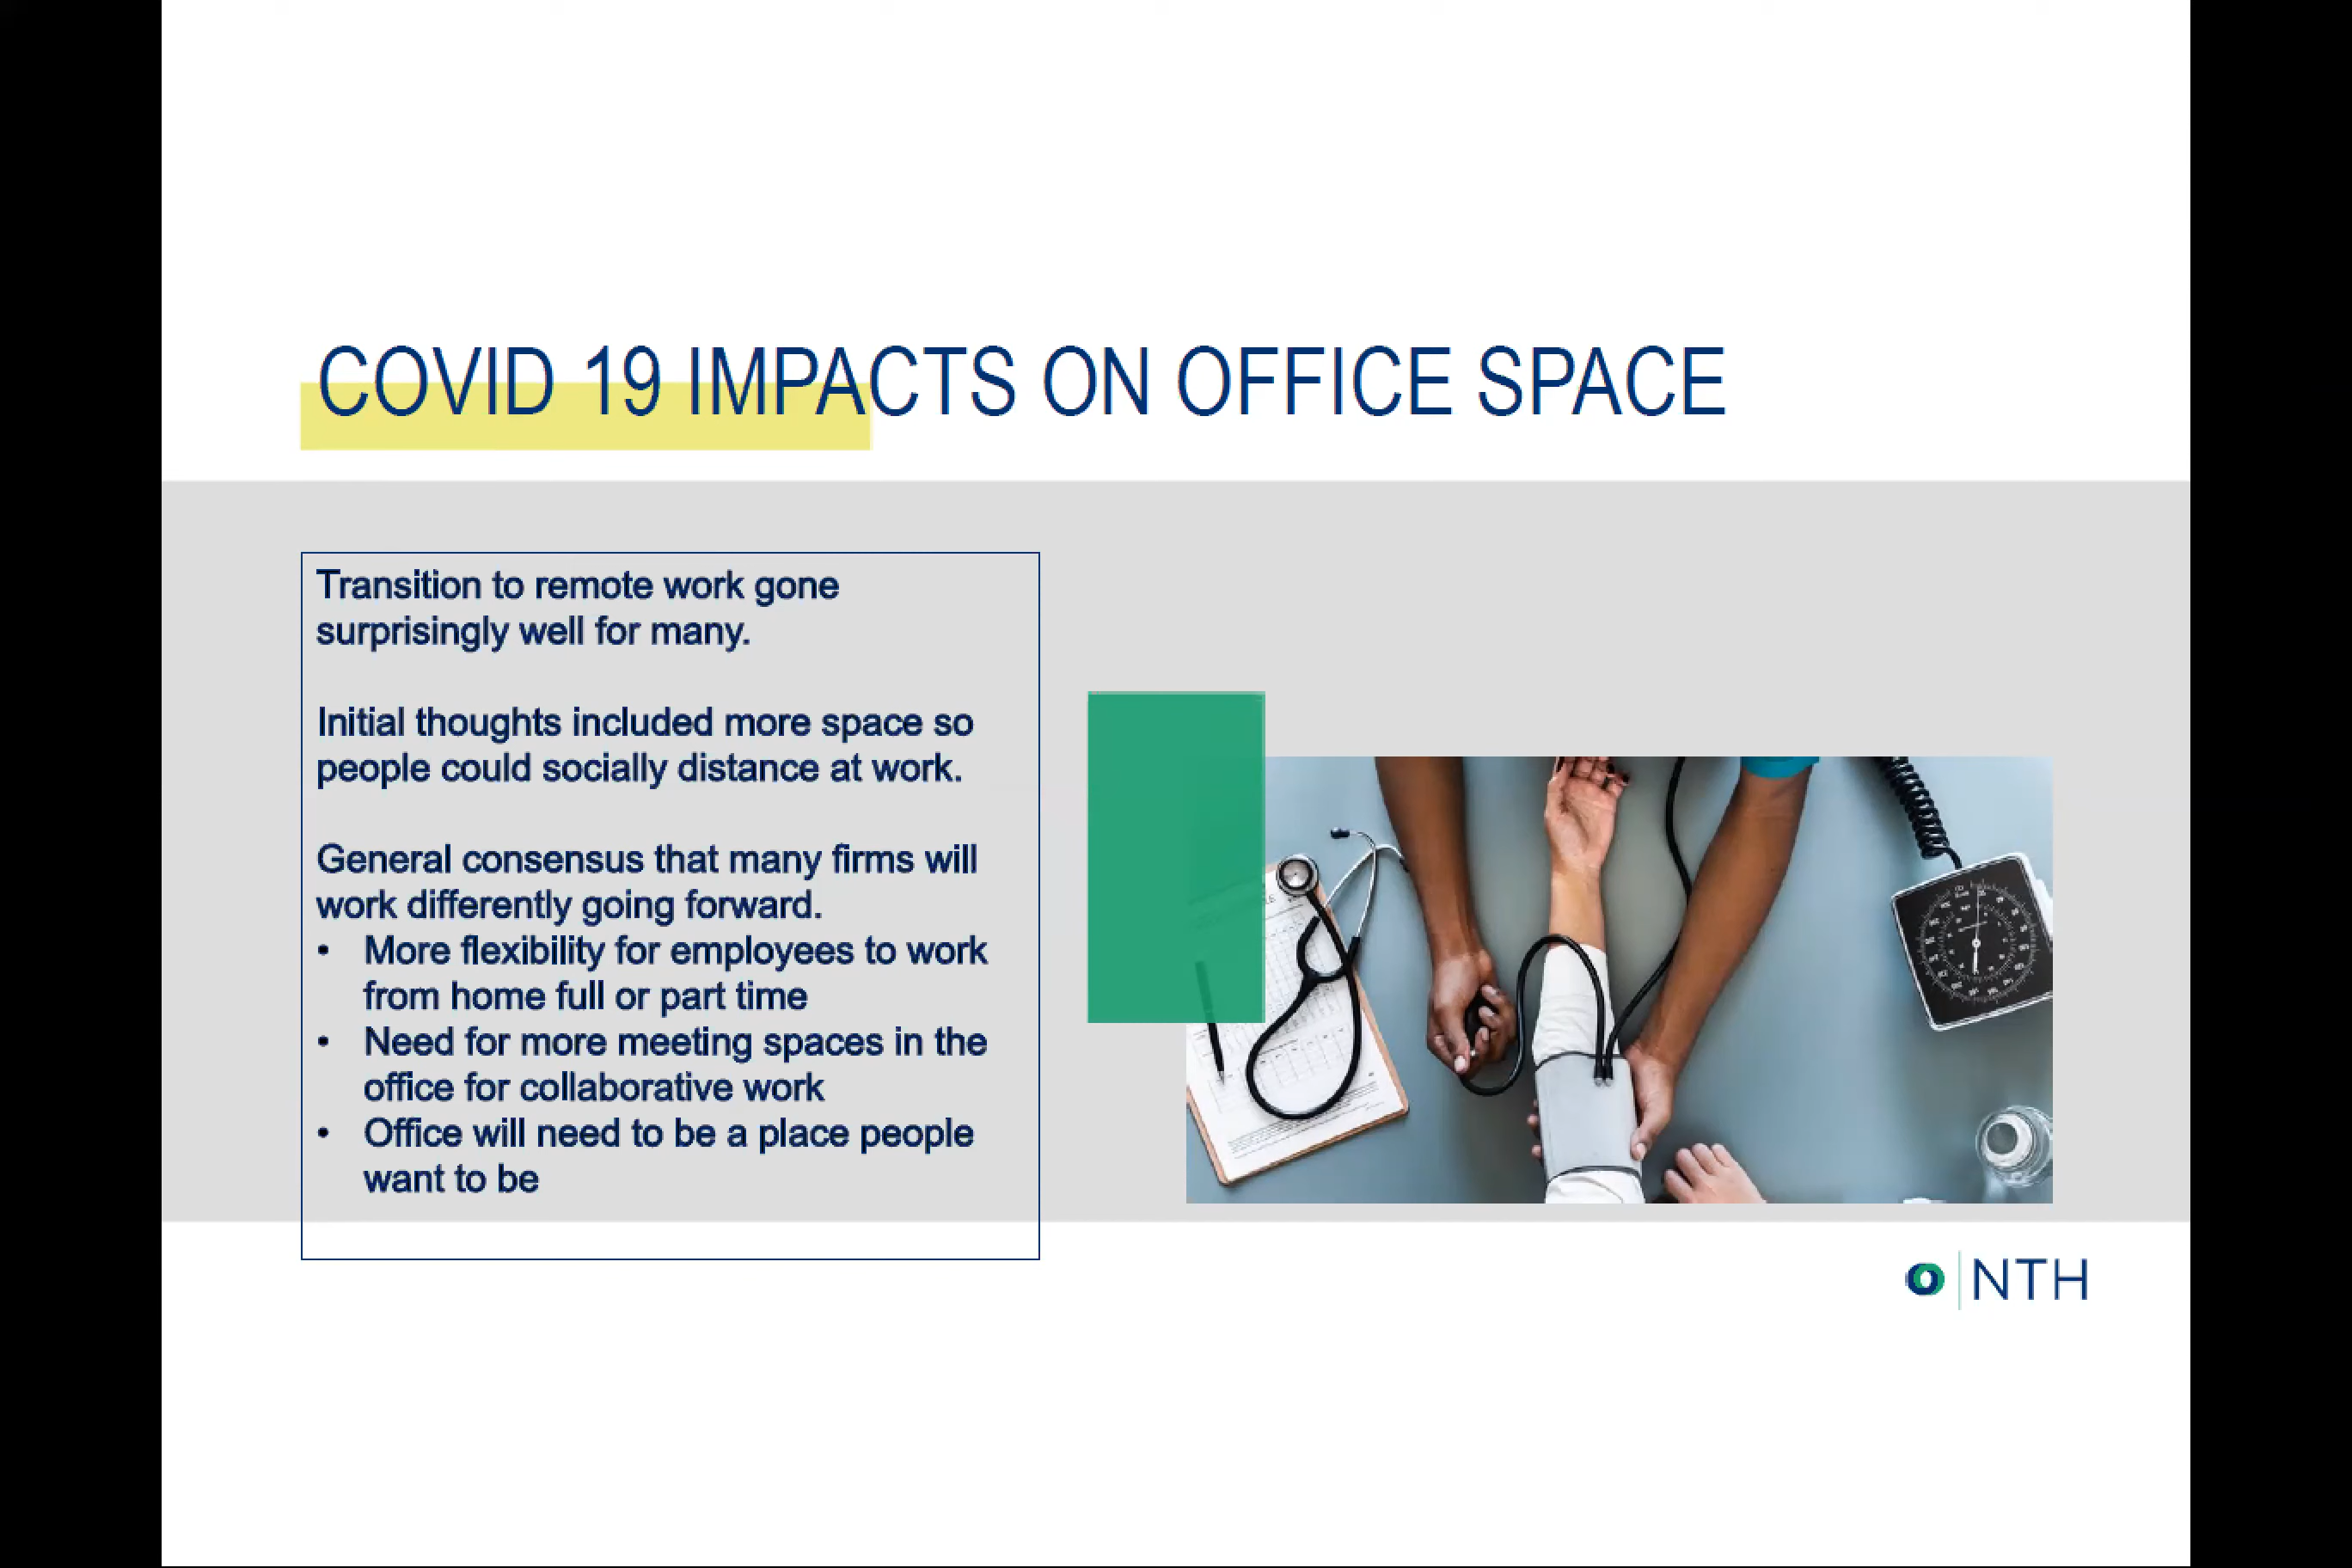 COVID 19 IMPACTS ON OFFICE SPACE
Transition to remote work gone
surprisingly well for many.
Initial thoughts included more space so
people could socially distance at work.
General consensus that many firms will
work differently going forward.
• More flexibility for employees to work
from home full or part time
• Need for more meeting spaces in the
office for collaborative work
• Office will need to be a place people
want to be
NTH